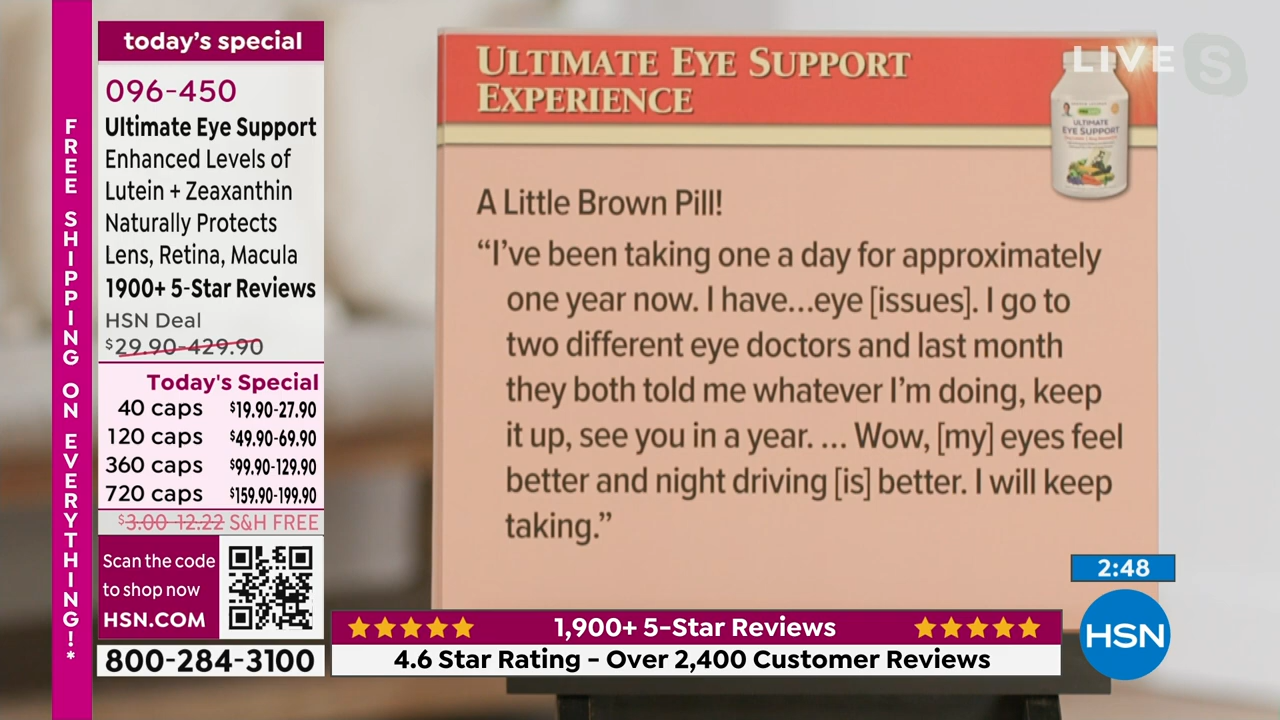 FREE SHIPPING ON EVERYTHING!*
today's special
096-450
Ultimate Eye Support
Enhanced Levels of
Lutein + Zeaxanthin
Naturally Protects
Lens, Retina, Macula
1900+ 5-Star Reviews
HSN Deal
$29.90-429.90
Today's Special
40 caps $19.90-27.90
120 caps $49.90-69.90
360 caps $99.90-129.90
720 caps $159.90-199.90
$3.00-12.22 S&H FREE
Scan the code
to shop now
HSN.COM
800-284-3100
ULTIMATE EYE SUPPORT
EXPERIENCE
LIVE S
ULTIMATE
EYE SUPPORT
A Little Brown Pill!
“I’ve been taking one a day for approximately
one year now. I have...eye [issues]. I go to
two different eye doctors and last month
they both told me whatever I’m doing, keep
it up, see you in a year. ... Wow, [my] eyes feel
better and night driving [is] better. I will keep
taking.”
2:48
HSN
1,900+ 5-Star Reviews
4.6 Star Rating – Over 2,400 Customer Reviews